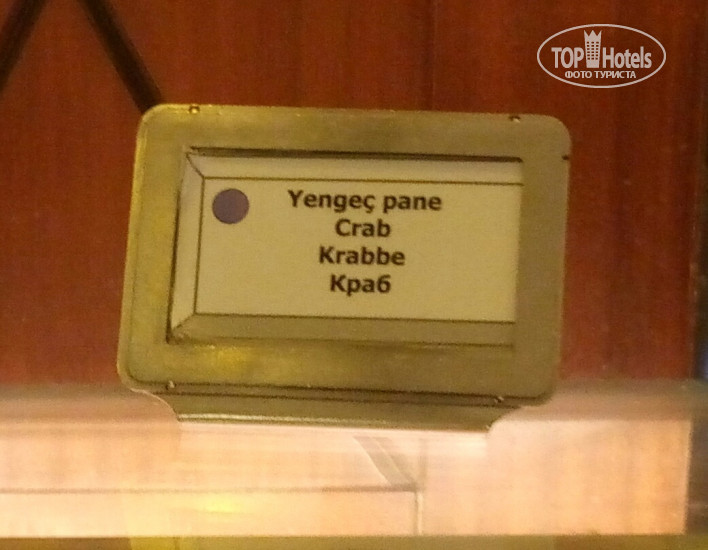 TOP Hotels
ФОТО ТУРИСТА
Yengeç pane
Crab
Krabbe
Краб